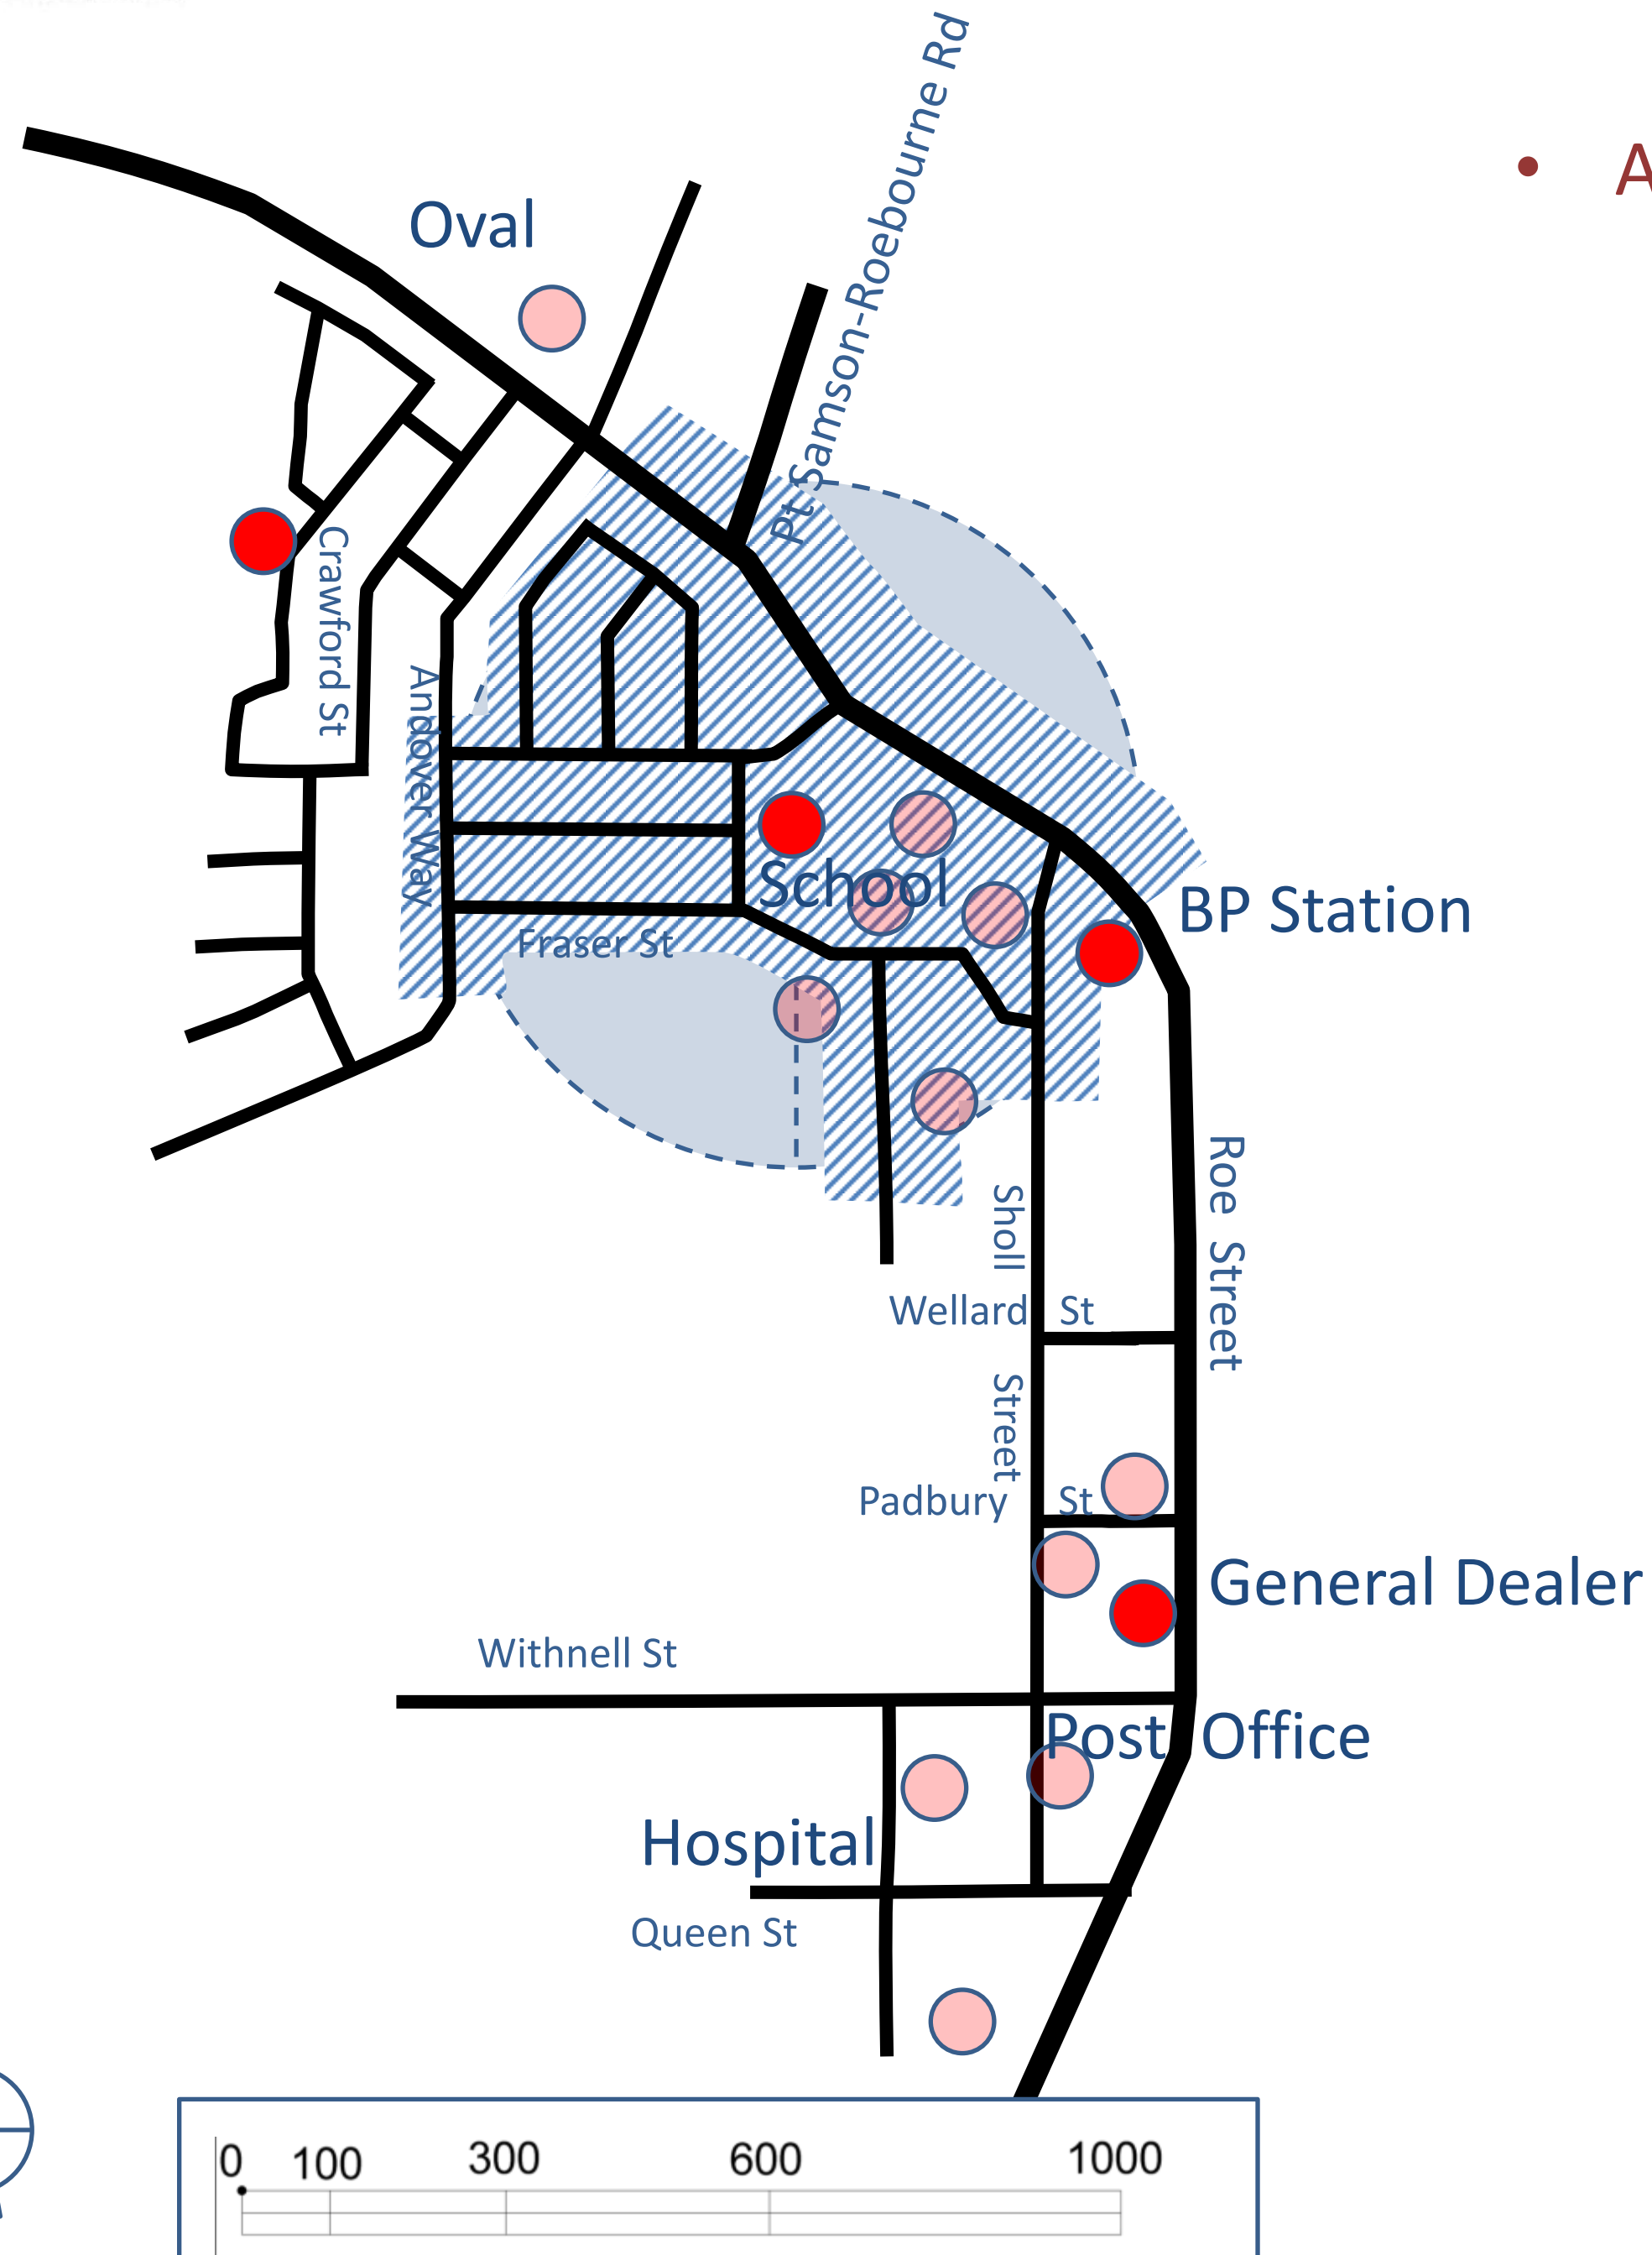 Pt Samson-Roebourne Rd
• A
Oval
Crawford St
Andover Way
School
BP Station
Fraser St
Roe Street
Sholl Street
Wellard St
Padbury St
General Dealer
Withnell St
Post Office
Hospital
Queen St
0 100 300 600 1000